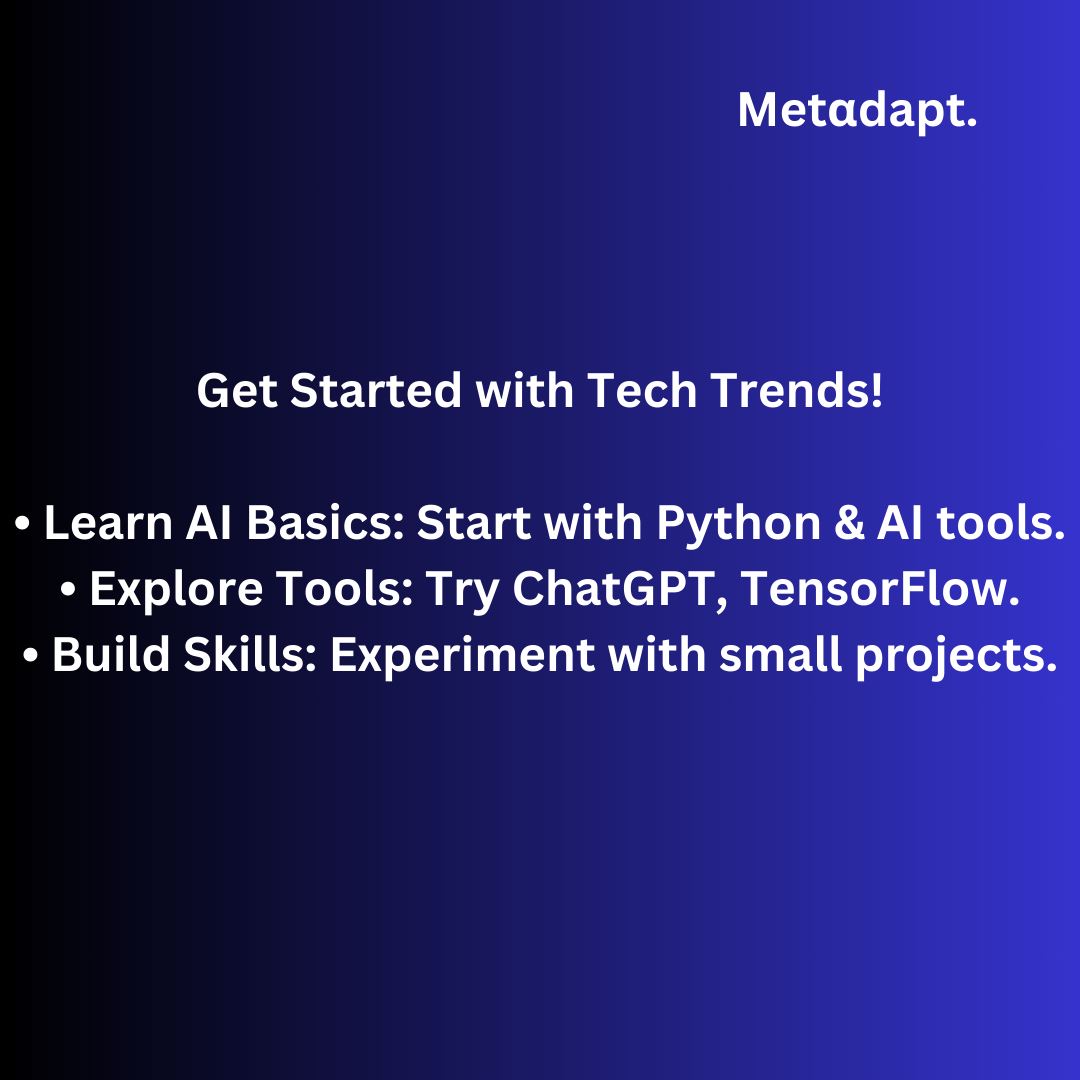 Metαdapt.
Get Started with Tech Trends!
• Learn AI Basics: Start with Python & AI tools.
• Explore Tools: Try ChatGPT, TensorFlow.
• Build Skills: Experiment with small projects.